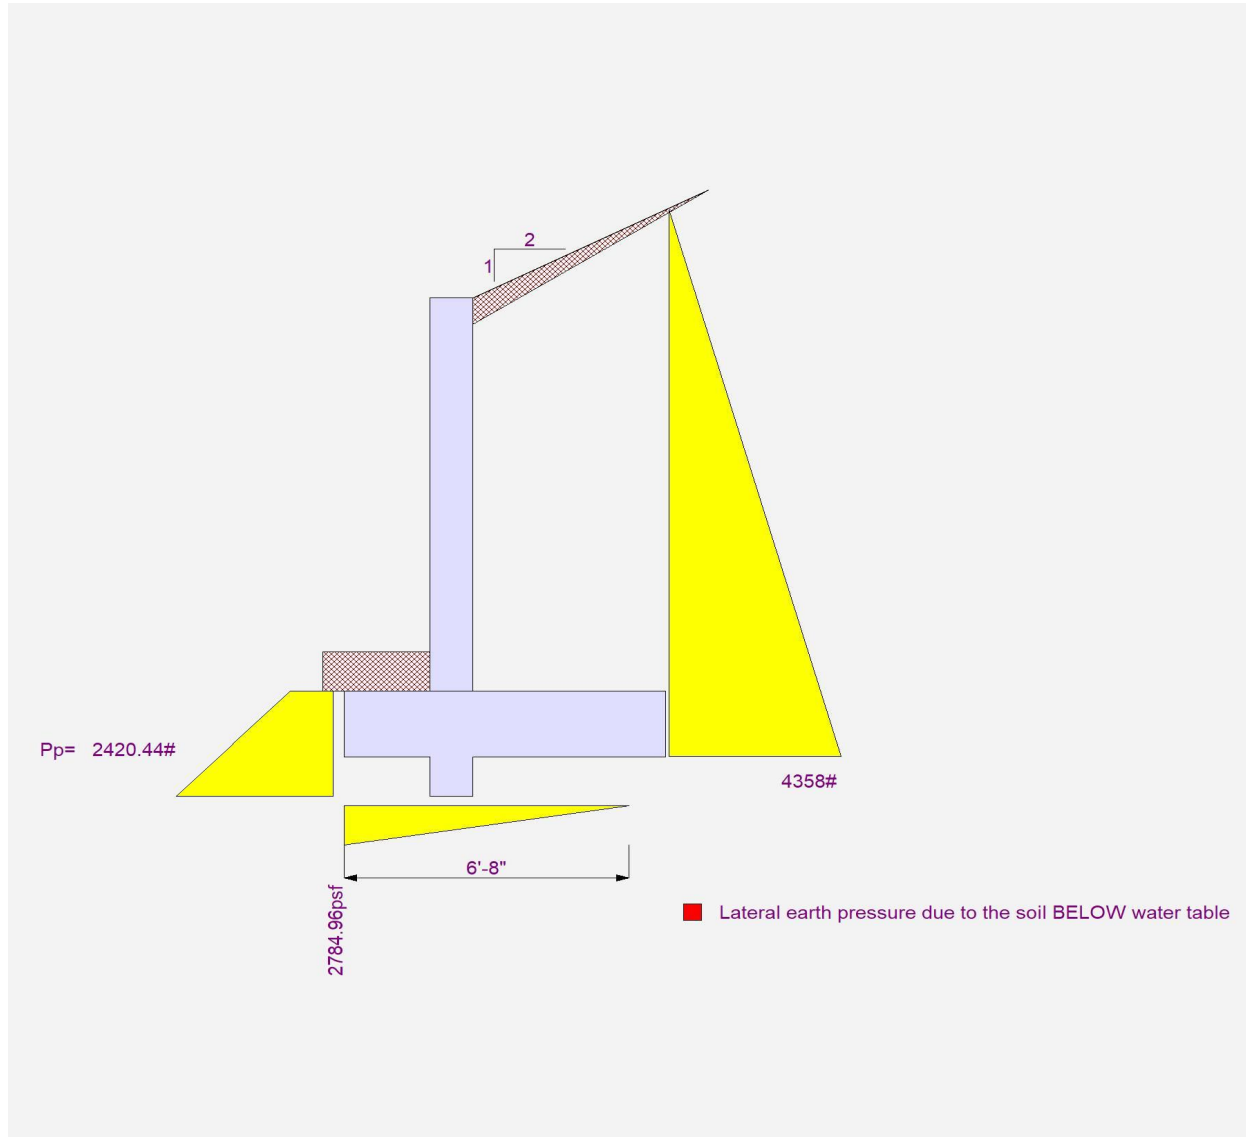 2
1
Pp= 2420.44#
4358#
6'-8"
2784.96psf
Lateral earth pressure due to the soil BELOW water table